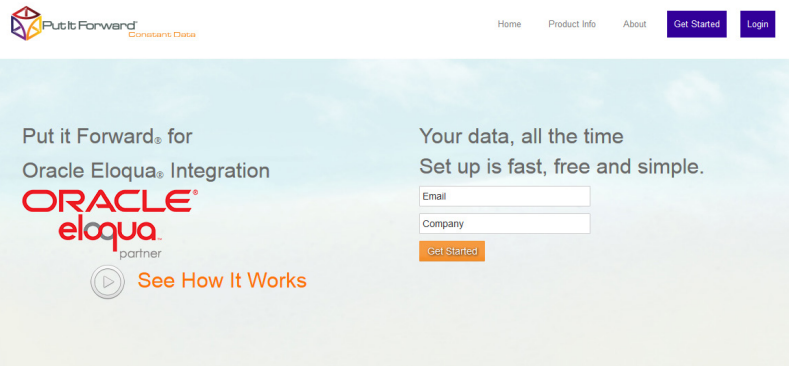 Put It Forward®
Constant Data
Home
Product Info
About
Get Started
Login
Put it Forward® for
Oracle Eloqua® Integration
ORACLE®
eloqua™
partner
See How It Works
Your data, all the time
Set up is fast, free and simple.
Email
Company
Get Started